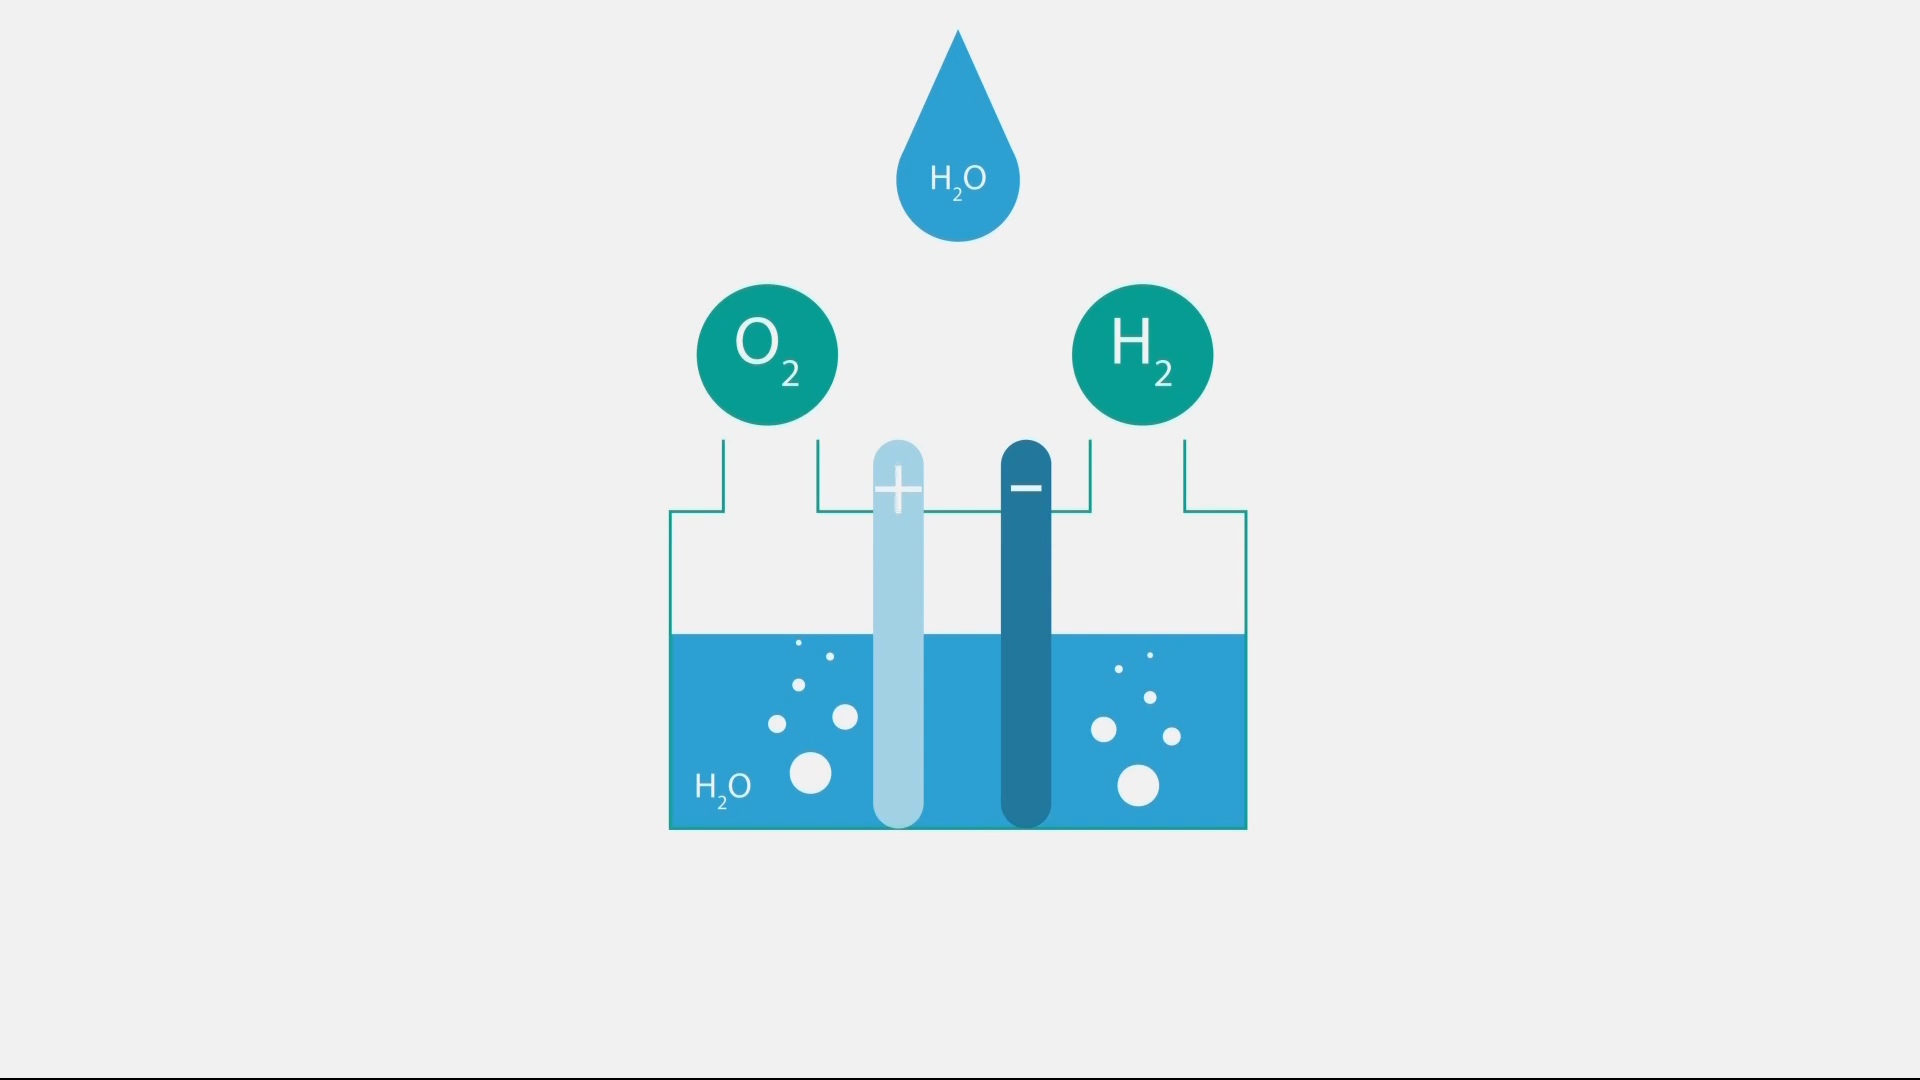 H₂O
O₂
H₂
+
−
H₂O